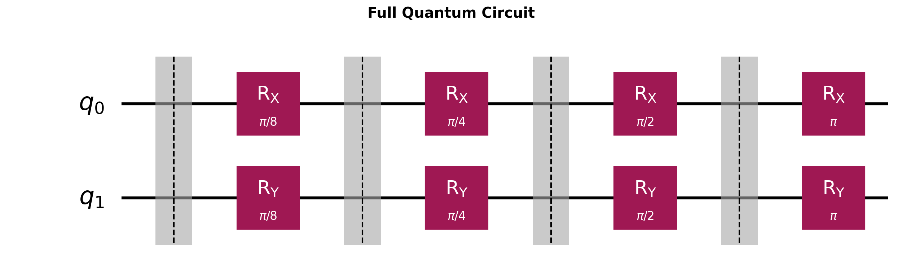 Full Quantum Circuit
q0 RX π/8 RX π/4 RX π/2 RX π
q1 RY π/8 RY π/4 RY π/2 RY π